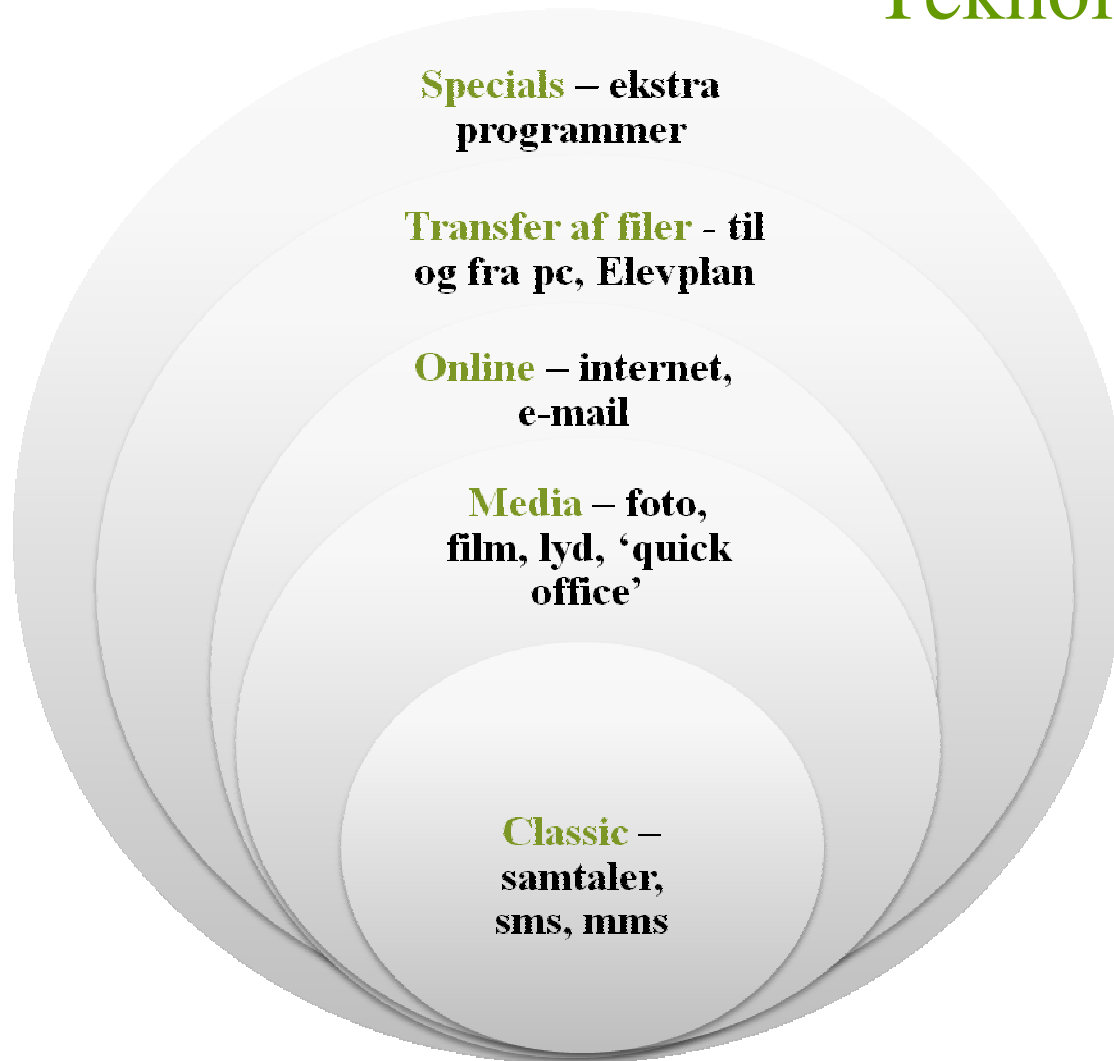 Specials – ekstra
programmer
Transfer af filer - til
og fra pc, Elevplan
Online – internet,
e-mail
Media – foto,
film, lyd, ‘quick
office’
Classic –
samtaler,
sms, mms